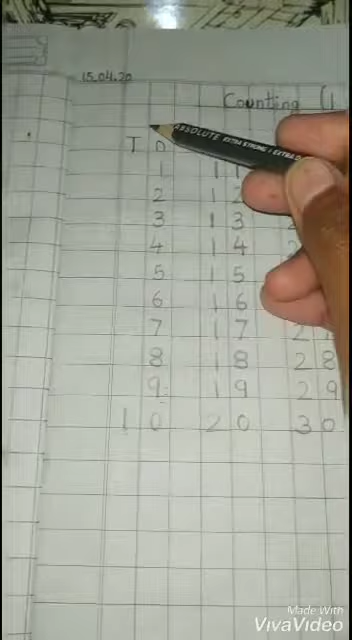 15.04.20
Counting (1
T O
ABSOLUTE EXTRA STRONG • EXTRA D
1 11
2 12
3 13 2
4 14 2
5 15
6 16
7 17 2
8 18 28
9 19 29
10 20 30
Made With
VivaVideo